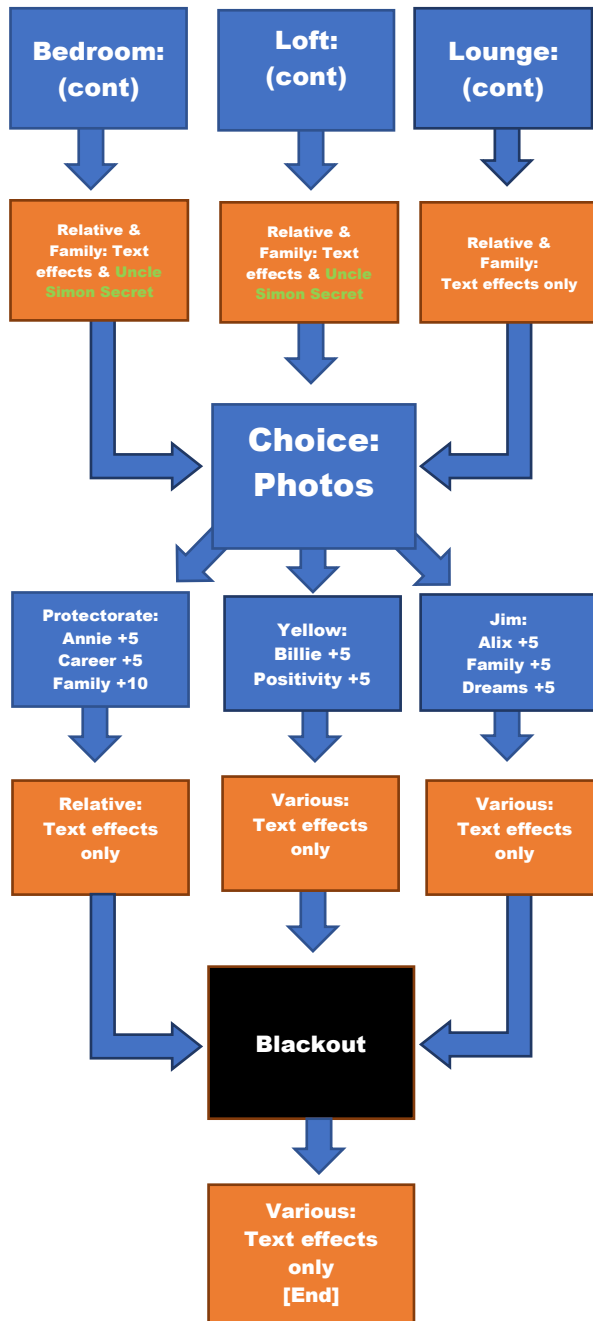 Bedroom:
(cont)
Loft:
(cont)
Lounge:
(cont)
Relative &
Family: Text
effects & Uncle
Simon Secret
Relative &
Family: Text
effects & Uncle
Simon Secret
Relative &
Family:
Text effects only
Choice:
Photos
Protectorate:
Annie +5
Career +5
Family +10
Yellow:
Billie +5
Positivity +5
Jim:
Alix +5
Family +5
Dreams +5
Relative:
Text effects
only
Various:
Text effects
only
Various:
Text effects
only
Blackout
Various:
Text effects
only
[End]